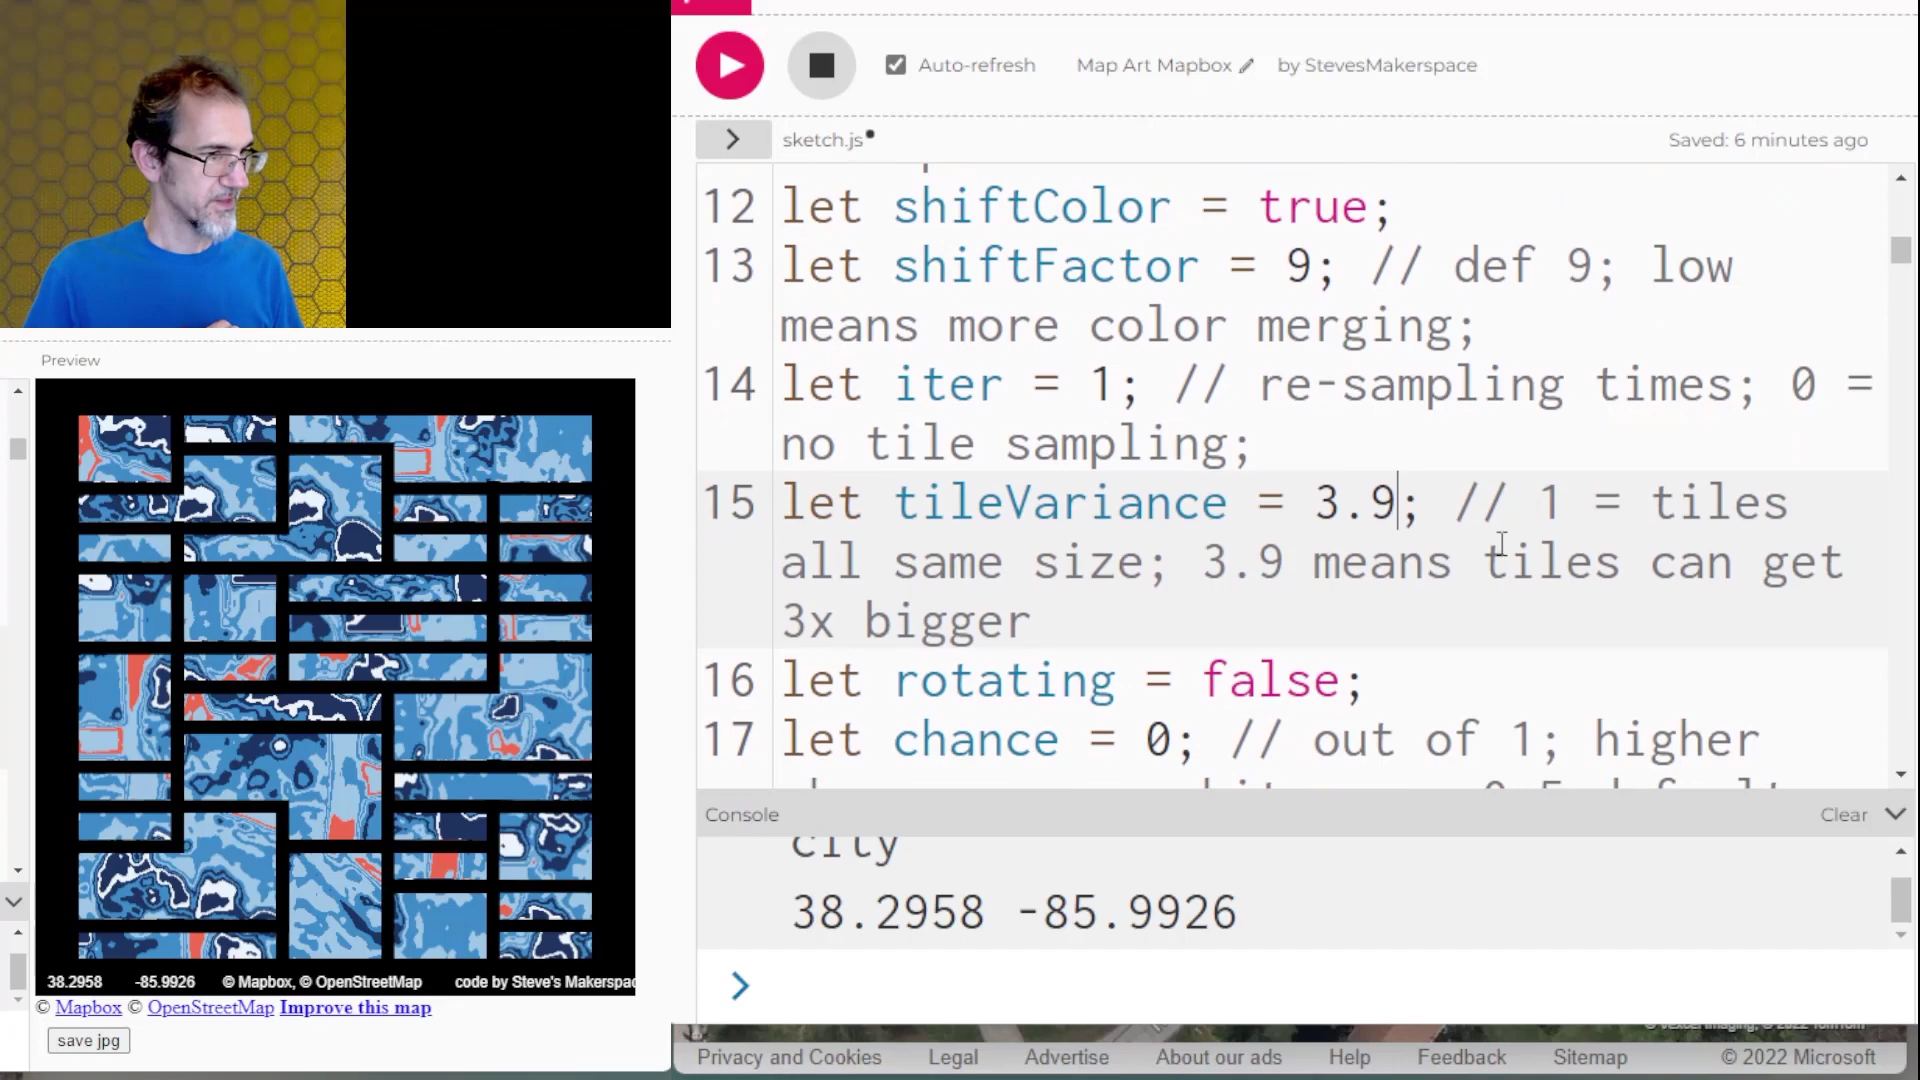 Auto-refresh
Map Art Mapbox
by StevesMakerspace
sketch.js
Saved: 6 minutes ago
12 let shiftColor = true;
13 let shiftFactor = 9; // def 9; low
means more color merging;
14 let iter = 1; // re-sampling times; 0 =
no tile sampling;
15 let tileVariance = 3.9; // 1 = tiles
all same size; 3.9 means tiles can get
3x bigger
16 let rotating = false;
17 let chance = 0; // out of 1; higher
Console
Clear
city
38.2958 -85.9926
Preview
38.2958 -85.9926 © Mapbox, © OpenStreetMap code by Steve's Makerspac
© Mapbox © OpenStreetMap Improve this map
save jpg
Privacy and Cookies Legal Advertise About our ads Help Feedback Sitemap © 2022 Microsoft